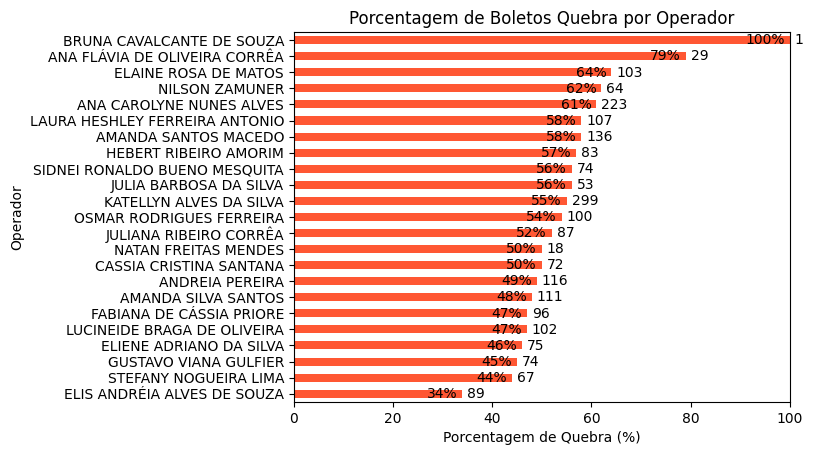 Porcentagem de Boletos Quebra por Operador
BRUNA CAVALCANTE DE SOUZA 100% 1
ANA FLÁVIA DE OLIVEIRA CORRÊA 79% 29
ELAINE ROSA DE MATOS 64% 103
NILSON ZAMUNER 62% 64
ANA CAROLYNE NUNES ALVES 61% 223
LAURA HESHLEY FERREIRA ANTONIO 58% 107
AMANDA SANTOS MACEDO 58% 136
HEBERT RIBEIRO AMORIM 57% 83
SIDNEI RONALDO BUENO MESQUITA 56% 74
JULIA BARBOSA DA SILVA 56% 53
KATELLYN ALVES DA SILVA 55% 299
OSMAR RODRIGUES FERREIRA 54% 100
JULIANA RIBEIRO CORRÊA 52% 87
NATAN FREITAS MENDES 50% 18
CASSIA CRISTINA SANTANA 50% 72
ANDREIA PEREIRA 49% 116
AMANDA SILVA SANTOS 48% 111
FABIANA DE CÁSSIA PRIORE 47% 96
LUCINEIDE BRAGA DE OLIVEIRA 47% 102
ELIENE ADRIANO DA SILVA 46% 75
GUSTAVO VIANA GULFIER 45% 74
STEFANY NOGUEIRA LIMA 44% 67
ELIS ANDRÉIA ALVES DE SOUZA 34% 89
Operador
0 20 40 60 80 100
Porcentagem de Quebra (%)